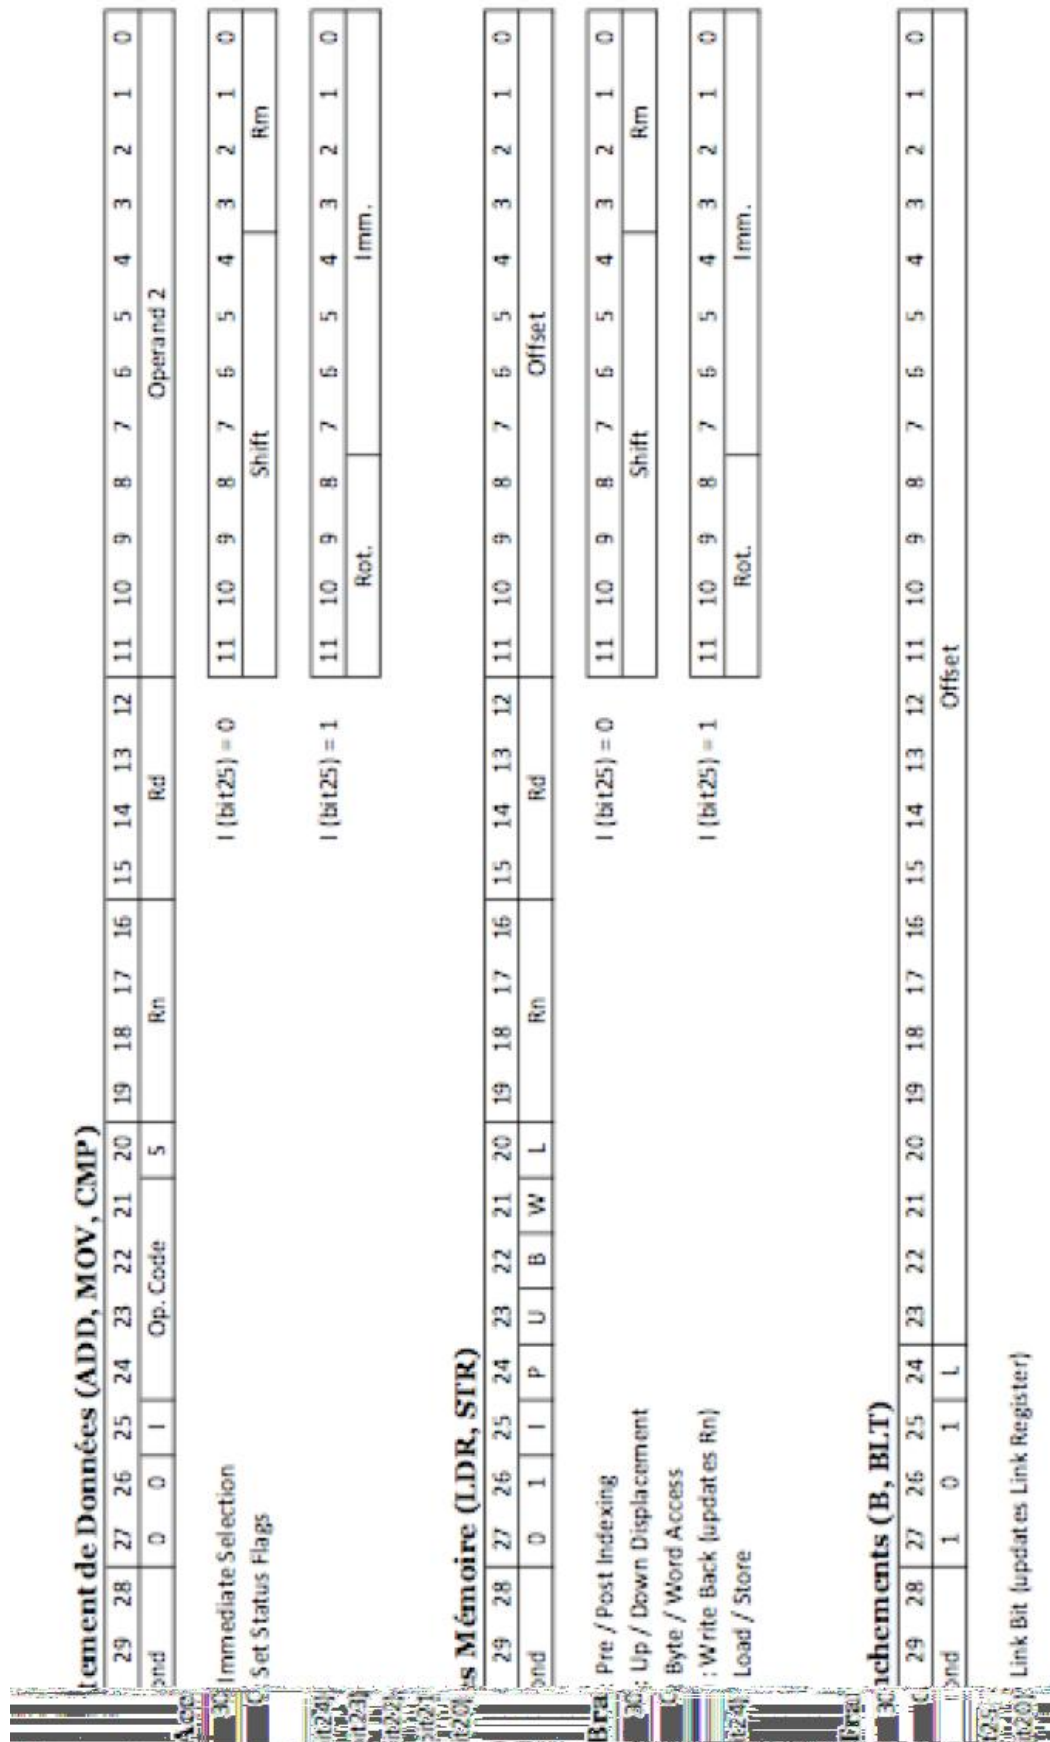 tement de Données (ADD, MOV, CMP)
29 28 27 26 25 24 23 22 21 20 19 18 17 16 15 14 13 12 11 10 9 8 7 6 5 4 3 2 1 0
ond 0 0 I Op. Code S Rn Rd Operand 2
Immediate Selection
Set Status Flags
I (bit25) = 0
11 10 9 8 7 6 5 4 3 2 1 0
Shift Rm
I (bit25) = 1
11 10 9 8 7 6 5 4 3 2 1 0
Rot. Imm.
s Mémoire (LDR, STR)
29 28 27 26 25 24 23 22 21 20 19 18 17 16 15 14 13 12 11 10 9 8 7 6 5 4 3 2 1 0
ond 0 1 I P U B W L Rn Rd Offset
: Pre / Post Indexing
: Up / Down Displacement
Byte / Word Access
: Write Back (updates Rn)
Load / Store
I (bit25) = 0
11 10 9 8 7 6 5 4 3 2 1 0
Shift Rm
I (bit25) = 1
11 10 9 8 7 6 5 4 3 2 1 0
Rot. Imm.
nchements (B, BLT)
29 28 27 26 25 24 23 22 21 20 19 18 17 16 15 14 13 12 11 10 9 8 7 6 5 4 3 2 1 0
ond 1 0 1 L Offset
Link Bit (updates Link Register)